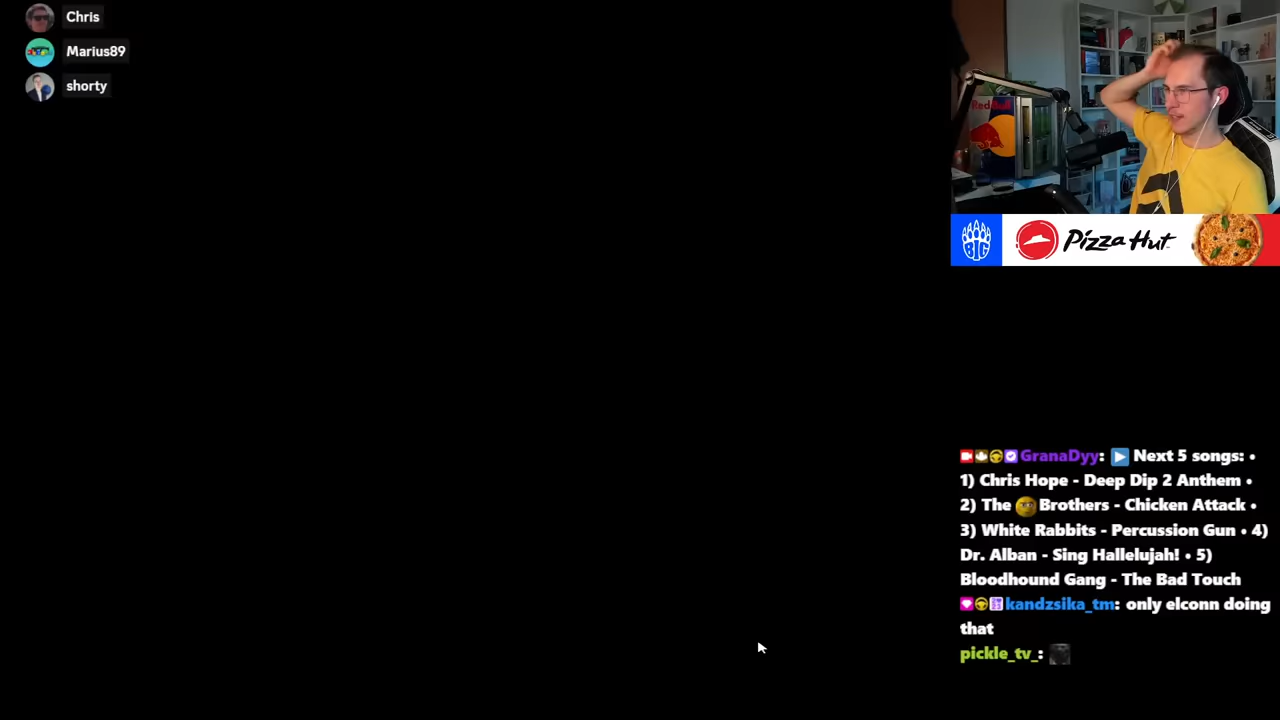 Chris
Marius89
shorty
RedBull
BIG
Pizza Hut
GranaDyy: Next 5 songs: •
1) Chris Hope - Deep Dip 2 Anthem •
2) The Brothers - Chicken Attack •
3) White Rabbits - Percussion Gun • 4)
Dr. Alban - Sing Hallelujah! • 5)
Bloodhound Gang - The Bad Touch
kandzsika_tm: only elconn doing
that
pickle_tv_: